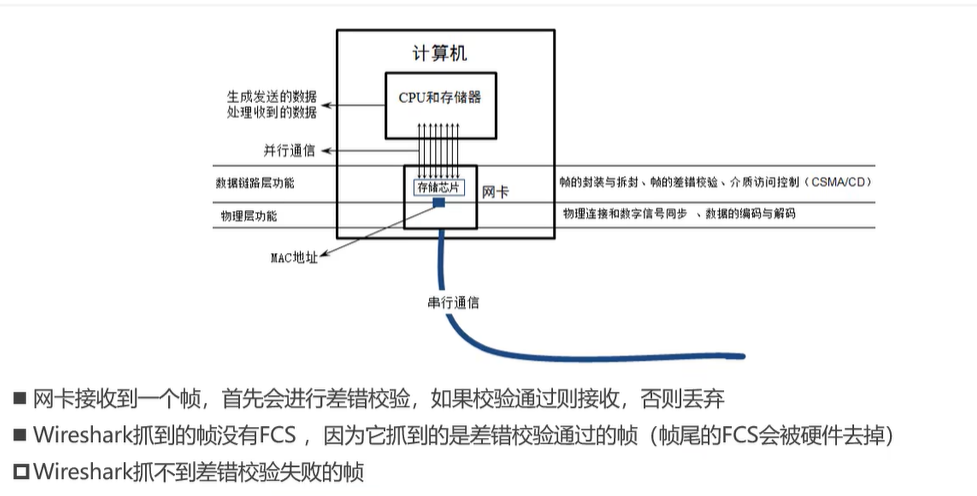 计算机
CPU和存储器
生成发送的数据
处理收到的数据
并行通信
数据链路层功能
存储芯片
网卡
帧的封装与拆封、帧的差错校验、介质访问控制（CSMA/CD）
物理层功能
物理连接和数字信号同步 、数据的编码与解码
MAC地址
串行通信
网卡接收到一个帧，首先会进行差错校验，如果校验通过则接收，否则丢弃
Wireshark抓到的帧没有FCS ，因为它抓到的是差错校验通过的帧（帧尾的FCS会被硬件去掉）
Wireshark抓不到差错校验失败的帧